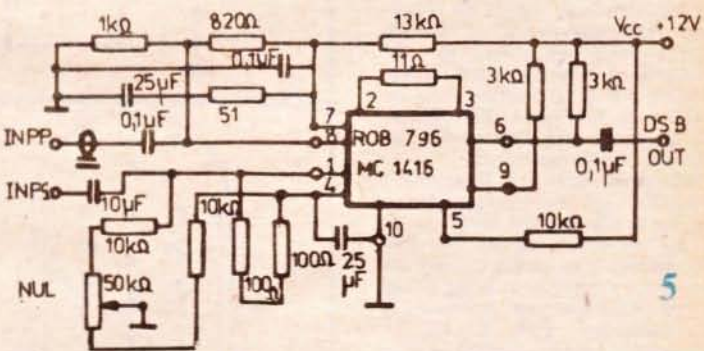 1kΩ 820Ω 13kΩ Vcc +12V
0,1µF 11Ω
25µF 51 3kΩ 3kΩ
0,1µF 7 2 3 6
INPP 8 ROB 796 DSB
OUT
INPS 1 MC 1416 9 0,1µF
4
10µF 10kΩ 10 5 10kΩ
10kΩ 100Ω 100Ω 25
µF
NUL 50kΩ
5